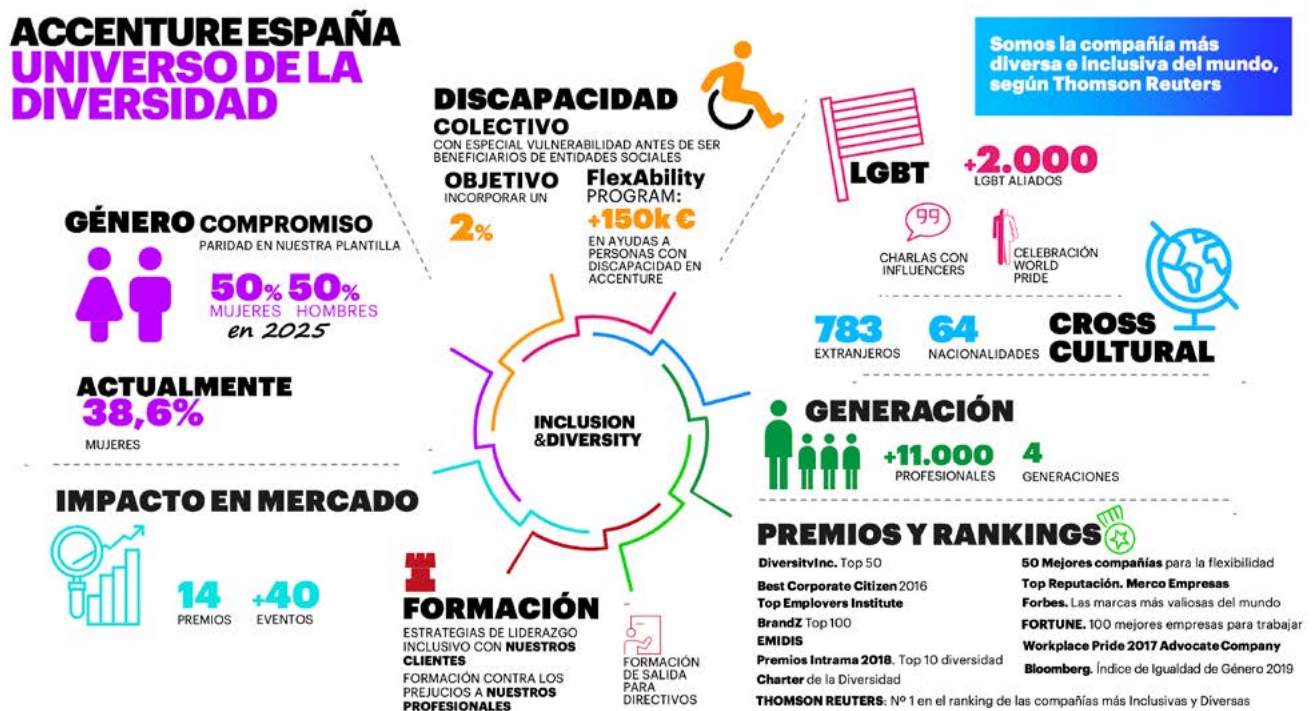 ACCENTURE ESPAÑA
UNIVERSO DE LA
DIVERSIDAD
Somos la compañía más
diversa e inclusiva del mundo,
según Thomson Reuters
DISCAPACIDAD
COLECTIVO
CON ESPECIAL VULNERABILIDAD ANTES DE SER
BENEFICIARIOS DE ENTIDADES SOCIALES
OBJETIVO
INCORPORAR UN
2%
FlexAbility
PROGRAM:
+150k €
EN AYUDAS A
PERSONAS CON
DISCAPACIDAD EN
ACCENTURE
LGBT
+2.000
LGBT ALIADOS
99
CHARLAS CON
INFLUENCERS
CELEBRACIÓN
WORLD
PRIDE
GÉNERO COMPROMISO
PARIDAD EN NUESTRA PLANTILLA
50% 50%
MUJERES HOMBRES
en 2025
ACTUALMENTE
38,6%
MUJERES
783
EXTRANJEROS
64
NACIONALIDADES
CROSS
CULTURAL
INCLUSION
&DIVERSITY
GENERACIÓN
+11.000
PROFESIONALES
4
GENERACIONES
IMPACTO EN MERCADO
14
PREMIOS
+40
EVENTOS
FORMACIÓN
ESTRATEGIAS DE LIDERAZGO
INCLUSIVO CON NUESTROS
CLIENTES
FORMACIÓN CONTRA LOS
PREJUCIOS A NUESTROS
PROFESIONALES
FORMACIÓN
DE SALIDA
PARA
DIRECTIVOS
PREMIOS Y RANKINGS
DiversityInc. Top 50
Best Corporate Citizen 2016
Top Employers Institute
BrandZ Top 100
EMIDIS
Premios Intrama 2018. Top 10 diversidad
Charter de la Diversidad
THOMSON REUTERS: Nº 1 en el ranking de las compañías más Inclusivas y Diversas
50 Mejores compañías para la flexibilidad
Top Reputación. Merco Empresas
Forbes. Las marcas más valiosas del mundo
FORTUNE. 100 mejores empresas para trabajar
Workplace Pride 2017 Advocate Company
Bloomberg. Índice de Igualdad de Género 2019